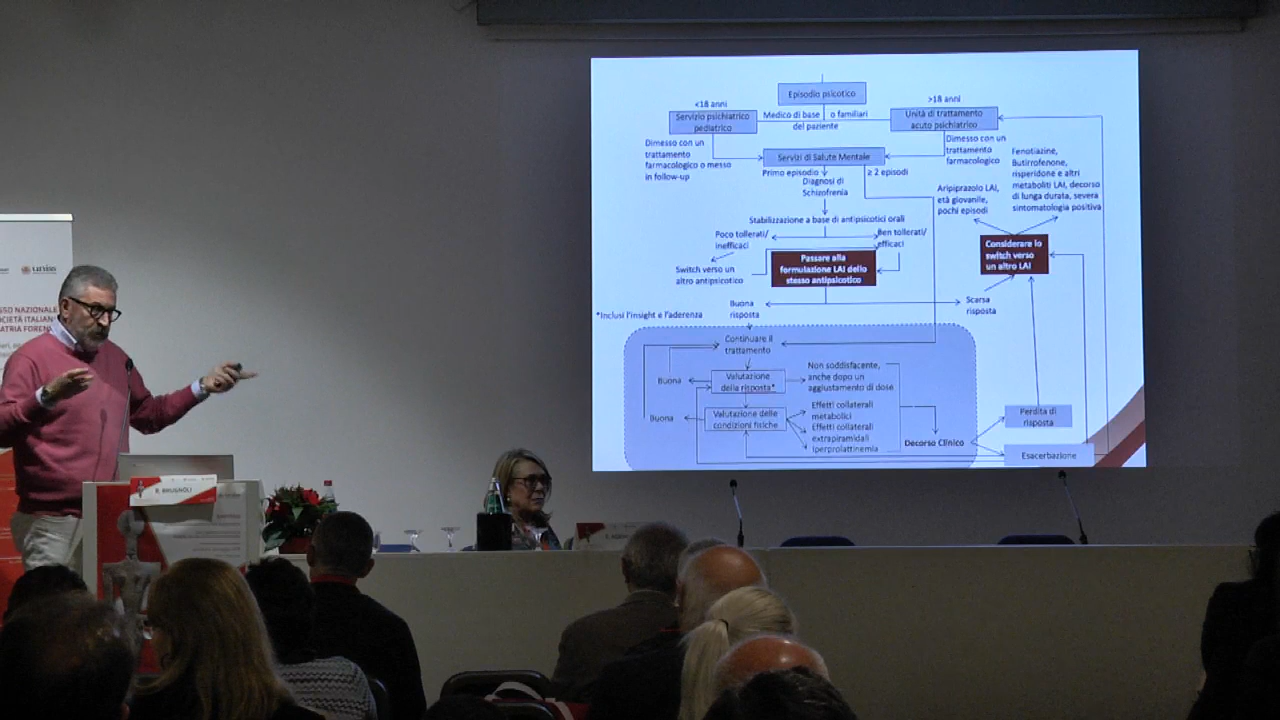 Episodio psicotico
<18 anni
>18 anni
Servizio psichiatrico
pediatrico
Medico di base
o familiari
del paziente
Unità di trattamento
acuto psichiatrico
Dimesso con un
trattamento
farmacologico o messo
in follow-up
Servizi di Salute Mentale
Dimesso con un
trattamento
farmacologico
Fenotiazine,
Butirrofenone,
risperidone e altri
metaboliti LAI, decorso
di lunga durata, severa
sintomatologia positiva
Primo episodio
≥ 2 episodi
Diagnosi di
Schizofrenia
Aripiprazolo LAI,
età giovanile,
pochi episodi
Stabilizzazione a base di antipsicotici orali
Poco tollerati/
inefficaci
Ben tollerati/
efficaci
Considerare lo
switch verso
un altro LAI
Passare alla
formulazione LAI dello
stesso antipsicotico
Switch verso un
altro antipsicotico
Buona
risposta
Scarsa
risposta
*Inclusi l'insight e l'aderenza
Continuare il
trattamento
Buona
Valutazione
della risposta*
Non soddisfacente,
anche dopo un
aggiustamento di dose
Buona
Valutazione delle
condizioni fisiche
Effetti collaterali
metabolici
Effetti collaterali
extrapiramidali
Iperprolattinemia
Decorso Clinico
Perdita di
risposta
Esacerbazione
SSO NAZIONALE
OCIETÀ ITALIAN
ATRIA FOREN
R. BRUGNOLI